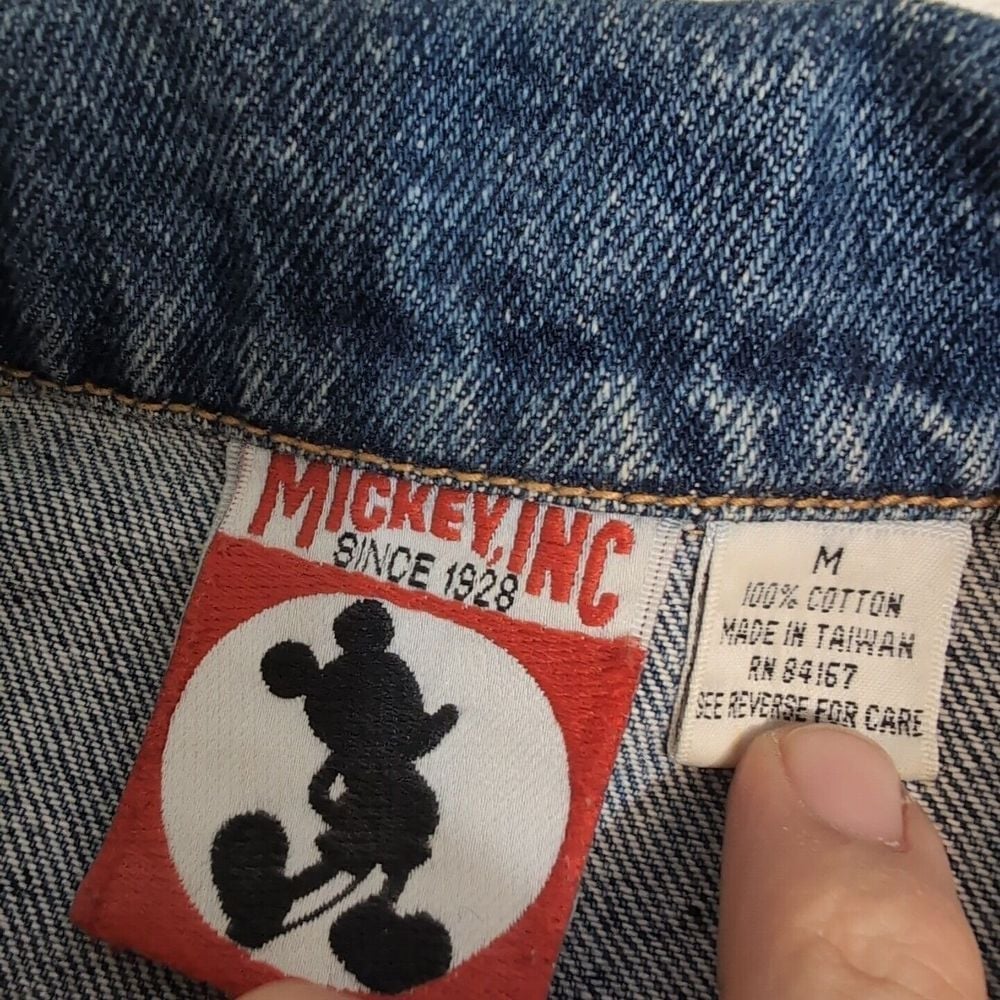 MICKEY, INC
SINCE 1928
M
100% COTTON
MADE IN TAIWAN
RN 84167
SEE REVERSE FOR CARE